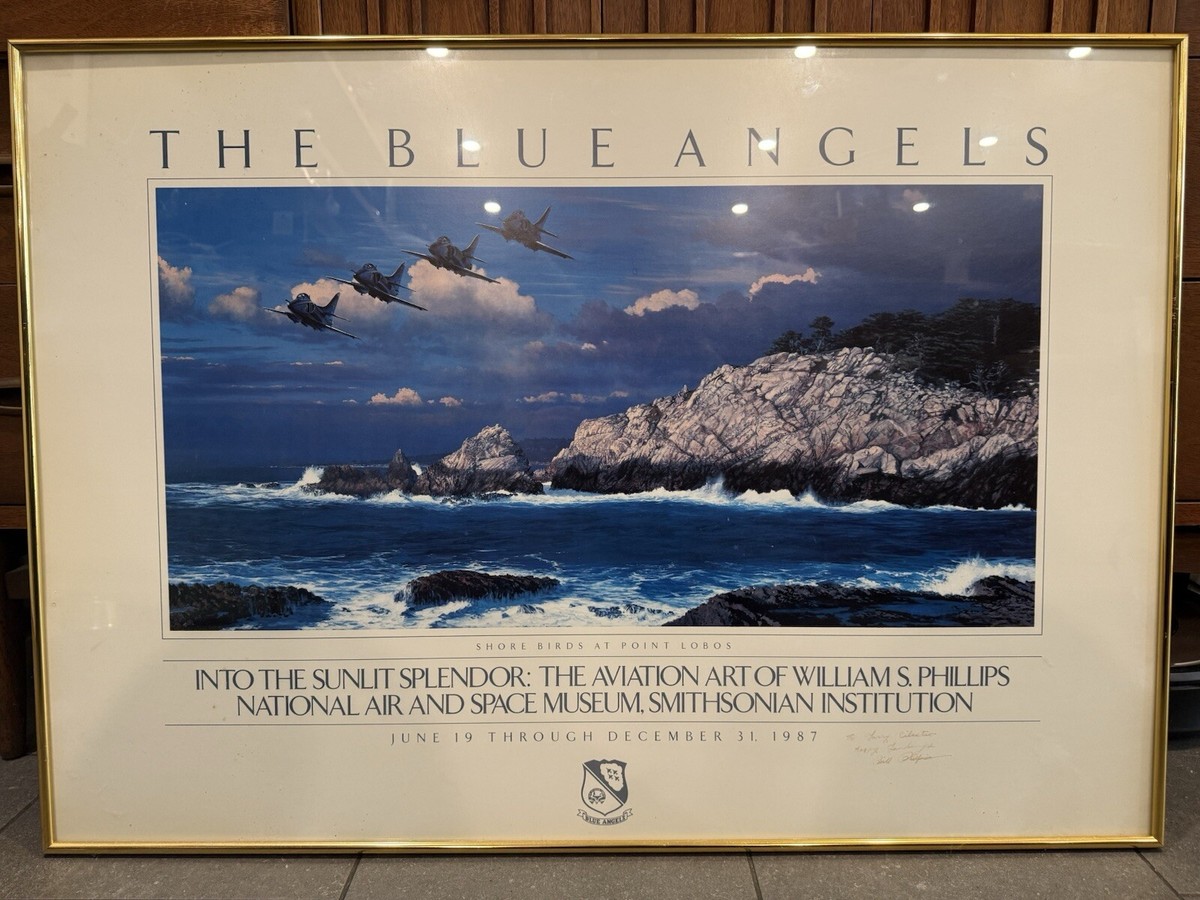 THE BLUE ANGELS
SHORE BIRDS AT POINT LOBOS
INTO THE SUNLIT SPLENDOR: THE AVIATION ART OF WILLIAM S. PHILLIPS
NATIONAL AIR AND SPACE MUSEUM, SMITHSONIAN INSTITUTION
JUNE 19 THROUGH DECEMBER 31, 1987
BLUE ANGELS